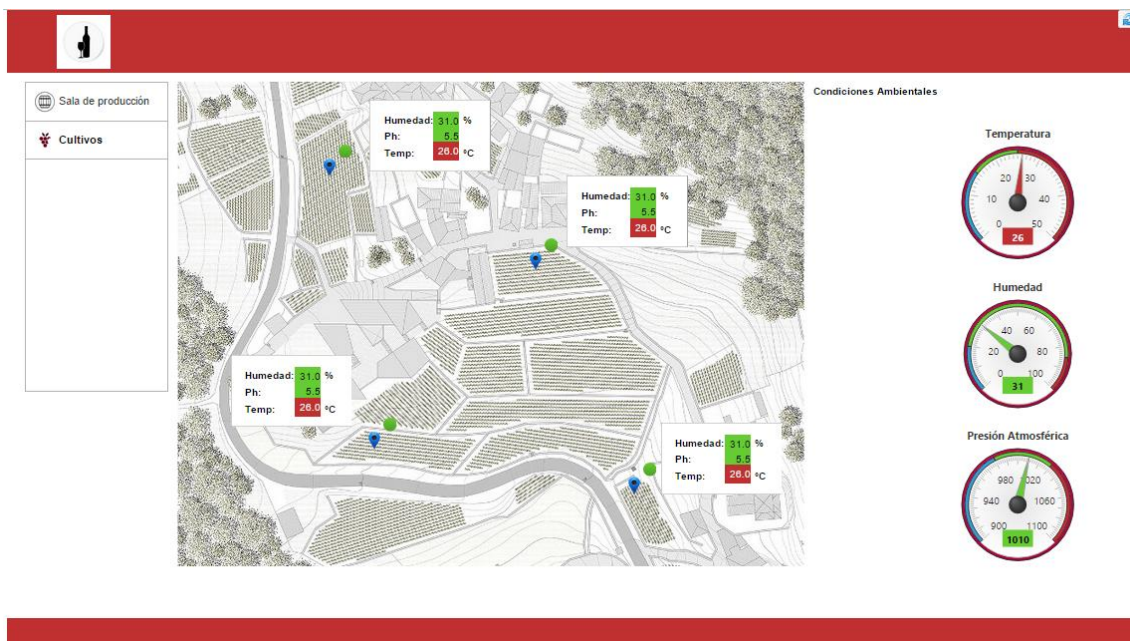 Sala de producción
Cultivos
Humedad: 31.0 %
Ph: 5.5
Temp: 26.0 ºC
Humedad: 31.0 %
Ph: 5.5
Temp: 26.0 ºC
Humedad: 31.0 %
Ph: 5.5
Temp: 26.0 ºC
Humedad: 31.0 %
Ph: 5.5
Temp: 26.0 ºC
Condiciones Ambientales
Temperatura
20 30
10 40
0 50
26
Humedad
40 60
20 80
0 100
31
Presión Atmosférica
980 1020
940 1060
900 1100
1010